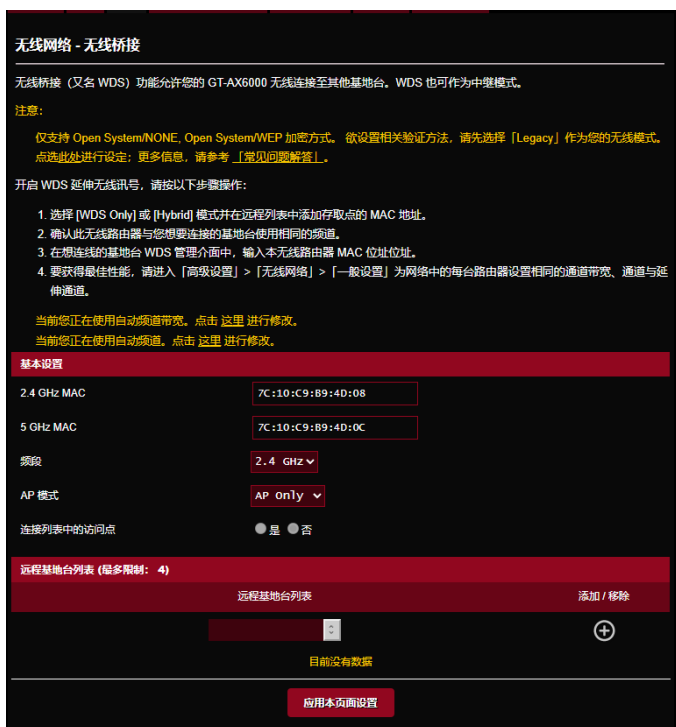 无线网络 - 无线桥接
无线桥接（又名 WDS）功能允许您的 GT-AX6000 无线连接至其他基地台。WDS 也可作为中继模式。
注意:
仅支持 Open System/NONE, Open System/WEP 加密方式。 欲设置相关验证方法，请先选择「Legacy」作为您的无线模式。
点选此处进行设定；更多信息，请参考 「常见问题解答」。
开启 WDS 延伸无线讯号，请按以下步骤操作:
1. 选择 [WDS Only] 或 [Hybrid] 模式并在远程列表中添加存取点的 MAC 地址。
2. 确认此无线路由器与您想要连接的基地台使用相同的频道。
3. 在想连线的基地台 WDS 管理介面中，输入本无线路由器 MAC 位址位址。
4. 要获得最佳性能，请进入「高级设置」>「无线网络」>「一般设置」为网络中的每台路由器设置相同的通道带宽、通道与延
伸通道。
当前您正在使用自动频道带宽。点击 这里 进行修改。
当前您正在使用自动频道。点击 这里 进行修改。
基本设置
2.4 GHz MAC 7C:10:C9:B9:4D:08
5 GHz MAC 7C:10:C9:B9:4D:0C
频段 2.4 GHz
AP 模式 AP Only
连接列表中的访问点 是 否
远程基地台列表 (最多限制： 4)
远程基地台列表 添加 / 移除
目前没有数据
应用本页面设置